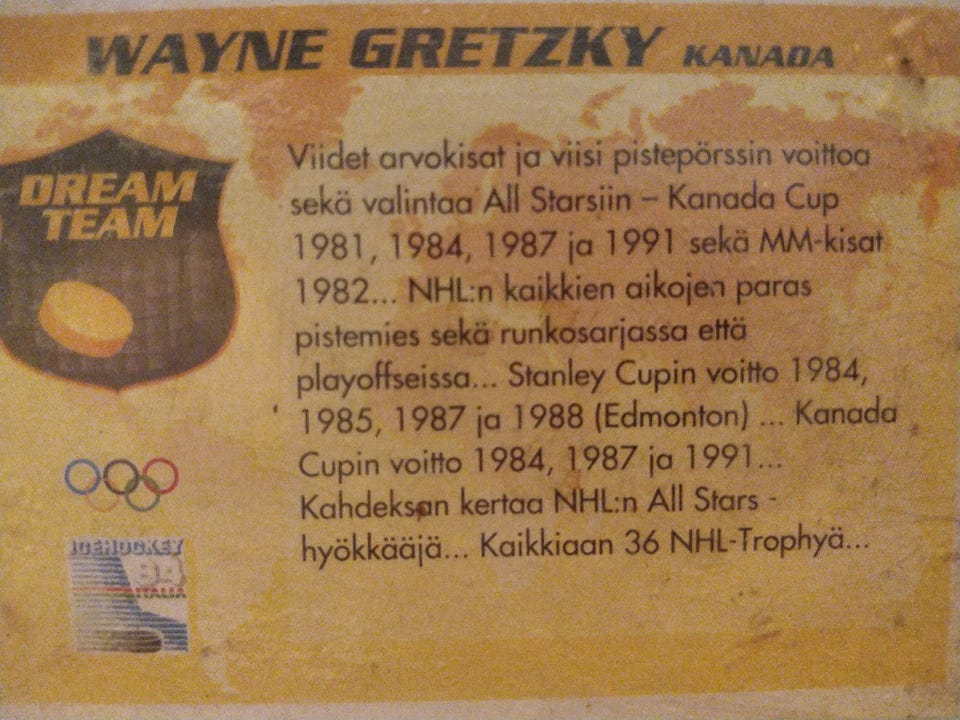 WAYNE GRETZKY KANADA
DREAM
TEAM
Viidet arvokisat ja viisi pistepörssin voittoa
sekä valintaa All Starsiin – Kanada Cup
1981, 1984, 1987 ja 1991 sekä MM-kisat
1982... NHL:n kaikkien aikojen paras
pistemies sekä runkosarjassa että
playoffseissa... Stanley Cupin voitto 1984,
1985, 1987 ja 1988 (Edmonton) ... Kanada
Cupin voitto 1984, 1987 ja 1991...
Kahdeksan kertaa NHL:n All Stars -
hyökkääjä... Kaikkiaan 36 NHL-Trophyä...
ICEHOCKEY
94
ITALIA